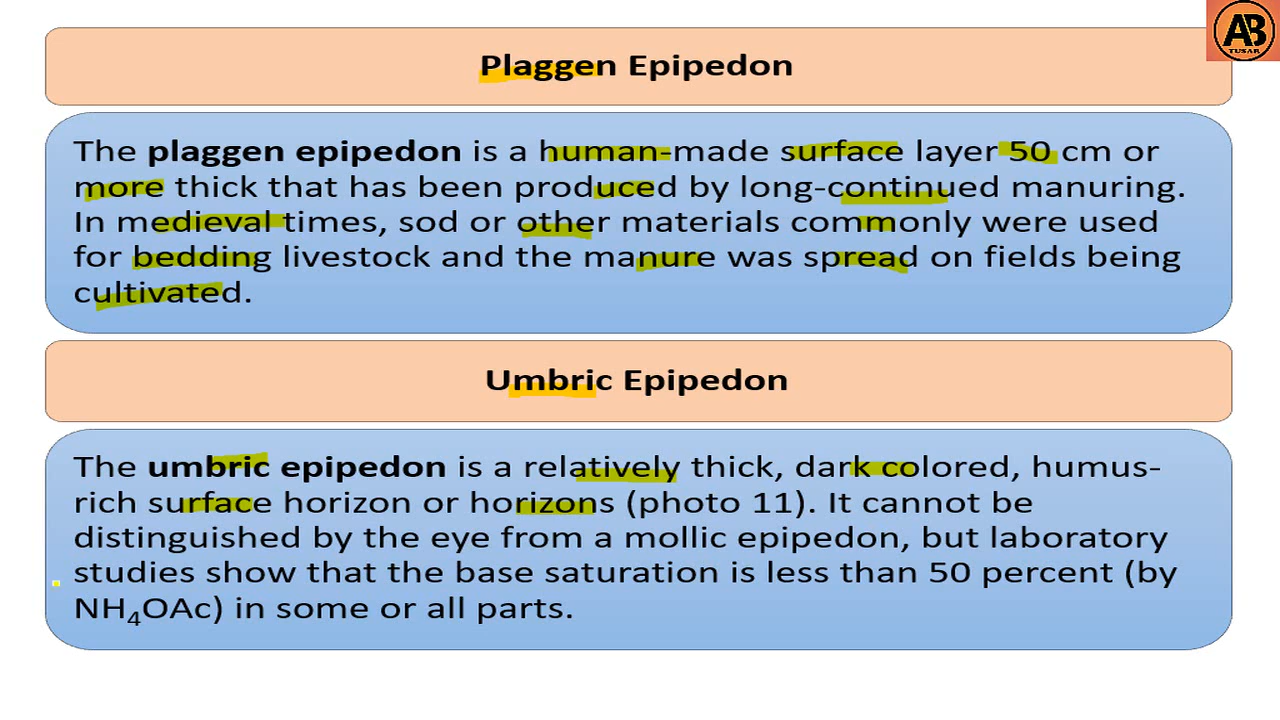 AB
TUSAR
Plaggen Epipedon
The plaggen epipedon is a human-made surface layer 50 cm or
more thick that has been produced by long-continued manuring.
In medieval times, sod or other materials commonly were used
for bedding livestock and the manure was spread on fields being
cultivated.
Umbric Epipedon
The umbric epipedon is a relatively thick, dark colored, humus-
rich surface horizon or horizons (photo 11). It cannot be
distinguished by the eye from a mollic epipedon, but laboratory
studies show that the base saturation is less than 50 percent (by
NH₄OAc) in some or all parts.